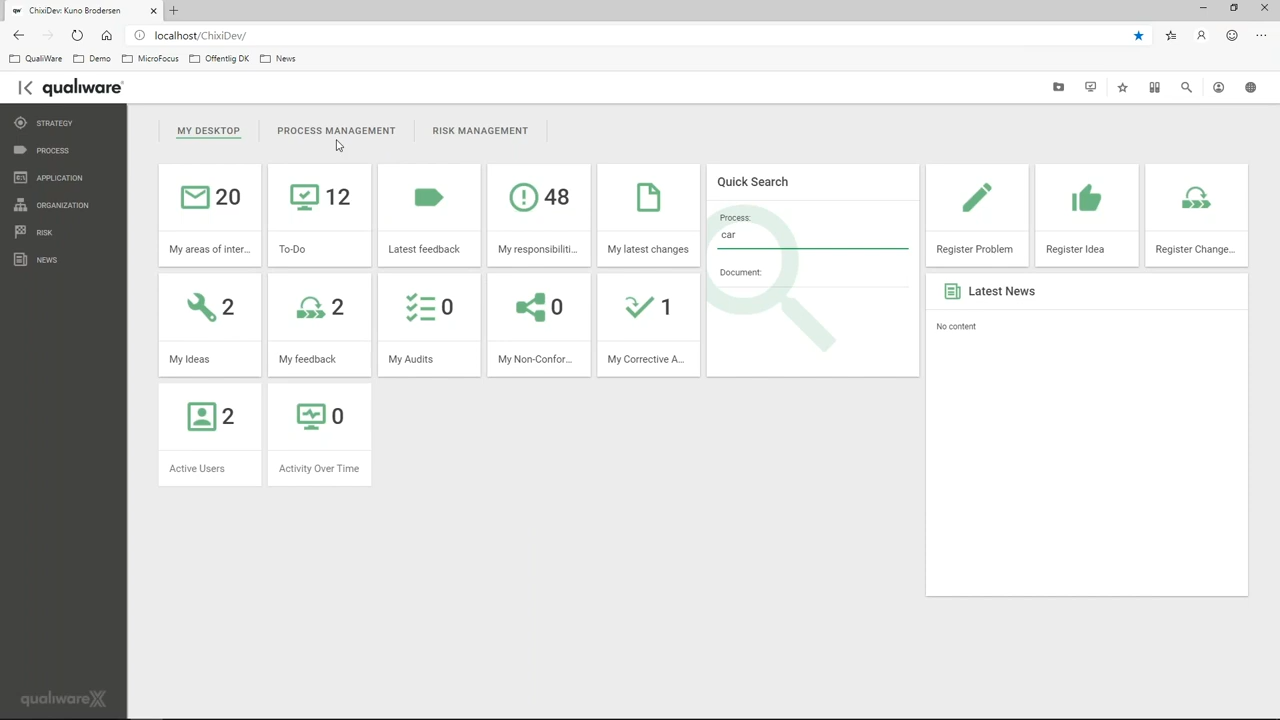 ChixiDev: Kuno Brodersen
localhost/ChixiDev/
QualiWare Demo MicroFocus Offentlig DK News
qualiware
STRATEGY
PROCESS
APPLICATION
ORGANIZATION
RISK
NEWS
MY DESKTOP PROCESS MANAGEMENT RISK MANAGEMENT
20
My areas of inter...
12
To-Do
Latest feedback
48
My responsibiliti...
My latest changes
Quick Search
Process:
car
Document:
Register Problem
Register Idea
Register Change...
2
My Ideas
2
My feedback
0
My Audits
0
My Non-Confor...
1
My Corrective A...
Latest News
No content
2
Active Users
0
Activity Over Time
qualiwareX